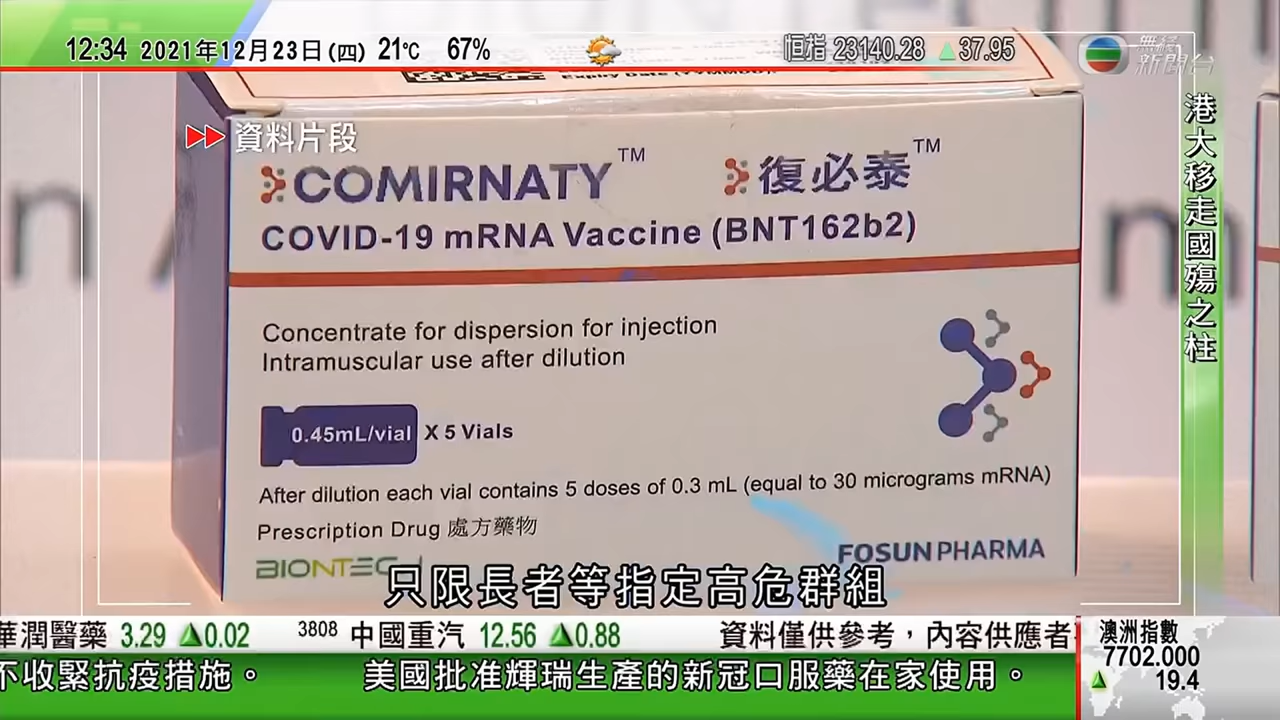 12:34 2021年12月23日(四) 21℃ 67% 恒指 23140.28 ▲37.95
無綫新聞台
港大移走國殤之柱
資料片段
COMIRNATY™ 復必泰™
COVID-19 mRNA Vaccine (BNT162b2)
Concentrate for dispersion for injection
Intramuscular use after dilution
0.45mL/vial X 5 Vials
After dilution each vial contains 5 doses of 0.3 mL (equal to 30 micrograms mRNA)
Prescription Drug 處方藥物
BIONTECH FOSUN PHARMA
只限長者等指定高危群組
華潤醫藥 3.29 ▲0.02 3808 中國重汽 12.56 ▲0.88 資料僅供參考，內容供應者
澳洲指數
7702.000
▲ 19.4
不收緊抗疫措施。 美國批准輝瑞生產的新冠口服藥在家使用。